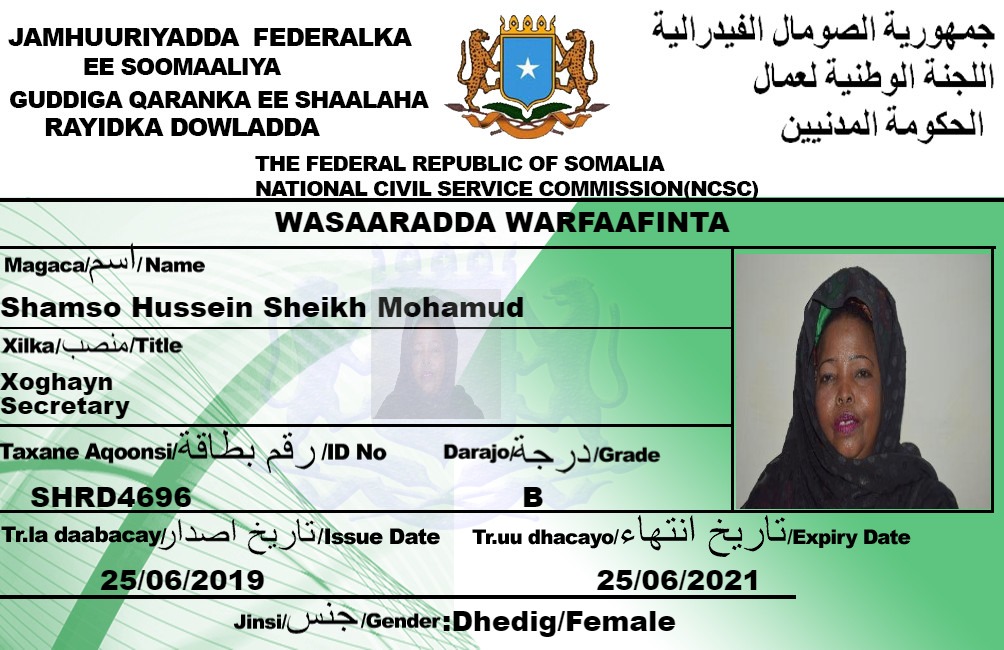 JAMHUURIYADDA FEDERALKA
EE SOOMAALIYA
GUDDIGA QARANKA EE SHAALAHA
RAYIDKA DOWLADDA
جمهورية الصومال الفيدرالية
اللجنة الوطنية لعمال
الحكومة المدنيين
THE FEDERAL REPUBLIC OF SOMALIA
NATIONAL CIVIL SERVICE COMMISSION(NCSC)
WASAARADDA WARFAAFINTA
Magaca/اسم/Name
Shamso Hussein Sheikh Mohamud
Xilka/منصب/Title
Xoghayn
Secretary
Taxane Aqoonsi/رقم بطاقة/ID No
SHRD4696
Darajo/درجة/Grade
B
Tr.la daabacay/تاريخ اصدار/Issue Date
25/06/2019
Tr.uu dhacayo/تاريخ انتهاء/Expiry Date
25/06/2021
Jinsi/جنس/Gender:Dhedig/Female